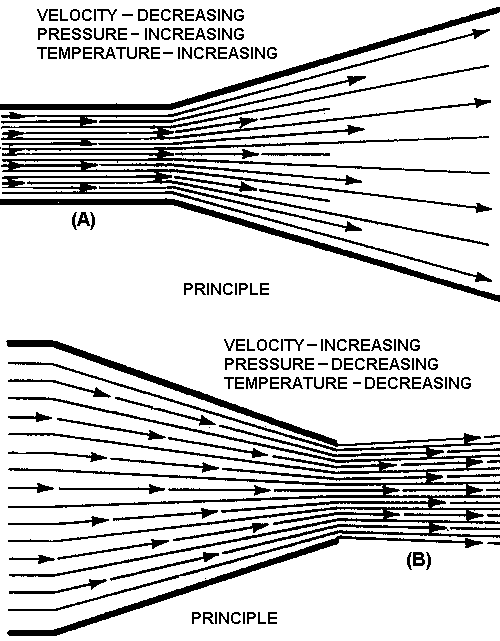 VELOCITY – DECREASING
PRESSURE – INCREASING
TEMPERATURE – INCREASING
(A)
PRINCIPLE
VELOCITY – INCREASING
PRESSURE – DECREASING
TEMPERATURE – DECREASING
(B)
PRINCIPLE